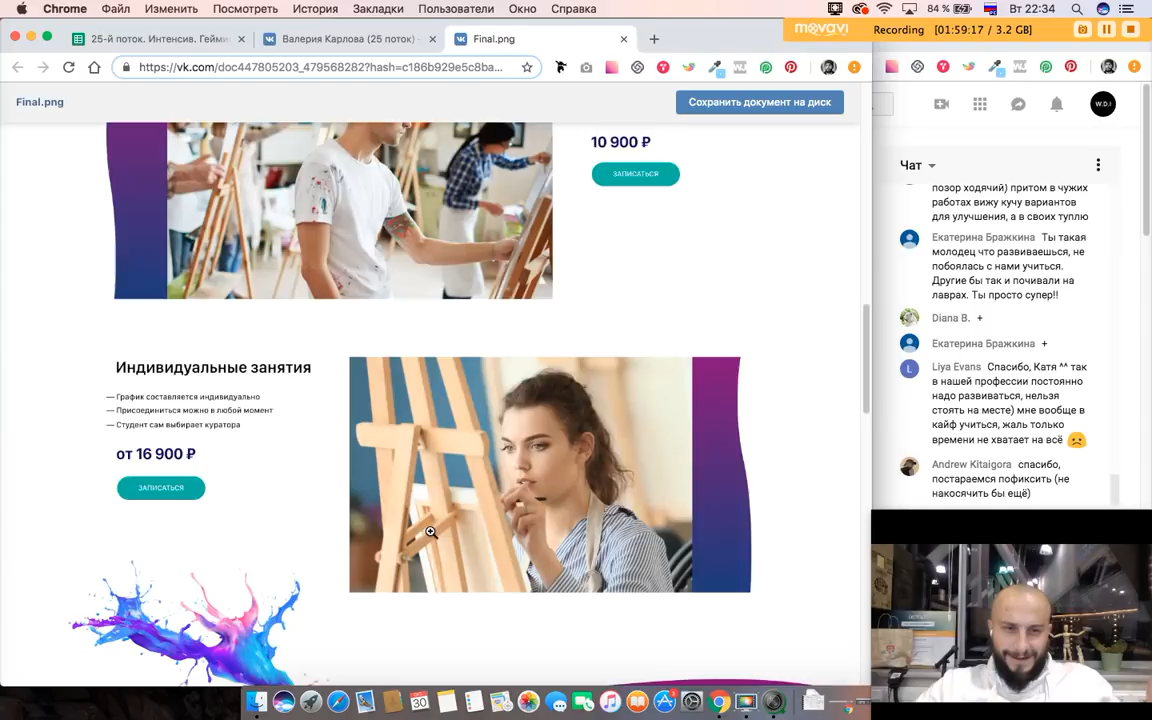 Chrome Файл Изменить Посмотреть История Закладки Пользователи Окно Справка 84 % Вт 22:34
movavi Recording [01:59:17 / 3.2 GB]
25-й поток. Интенсив. Гейми
Валерия Карлова (25 поток) -
Final.png
https://vk.com/doc447805203_479568282?hash=c186b929e5c8ba...
Final.png
Сохранить документ на диск
W.D.I
10 900 ₽
ЗАПИСАТЬСЯ
Индивидуальные занятия
— График составляется индивидуально
— Присоединиться можно в любой момент
— Студент сам выбирает куратора
от 16 900 ₽
ЗАПИСАТЬСЯ
Чат
позор ходячий) притом в чужих
работах вижу кучу вариантов
для улучшения, а в своих туплю
Екатерина Бражкина Ты такая
молодец что развиваешься, не
побоялась с нами учиться.
Другие бы так и почивали на
лаврах. Ты просто супер!!
Diana B. +
Екатерина Бражкина +
Liya Evans Спасибо, Катя ^^ так
в нашей профессии постоянно
надо развиваться, нельзя
стоять на месте) мне вообще в
кайф учиться, жаль только
времени не хватает на всё
Andrew Kitaigora спасибо,
постараемся пофиксить (не
накосячить бы ещё)
30